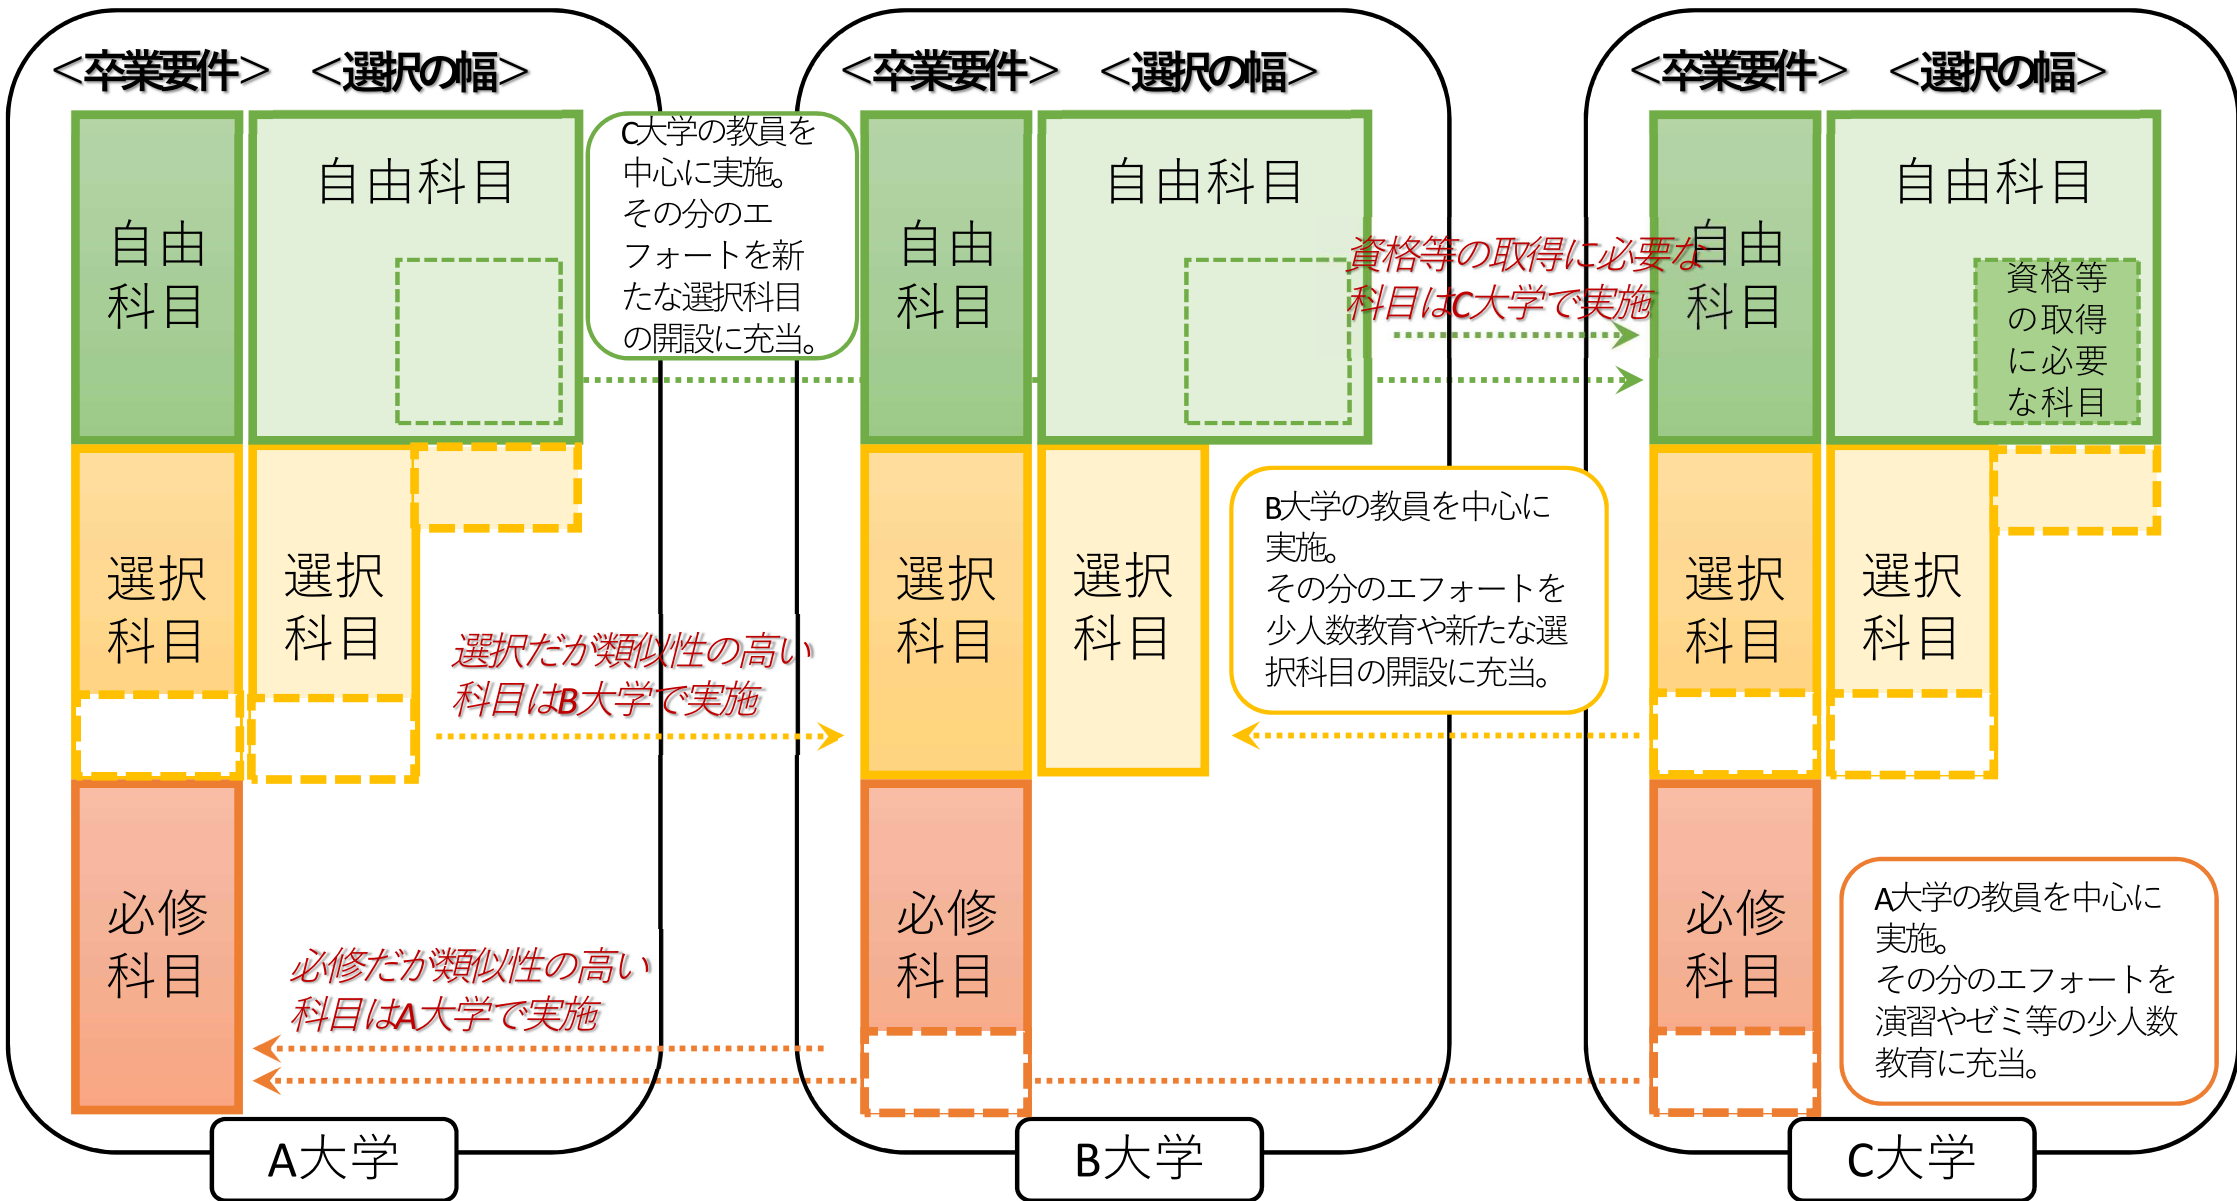 <卒業要件>
<選択の幅>
自由
科目
自由科目
選択
科目
選択
科目
必修
科目
C大学の教員を
中心に実施。
その分のエ
フォートを新
たな選択科目
の開設に充当。
選択だが類似性の高い
科目はB大学で実施
必修だが類似性の高い
科目はA大学で実施
A大学
<卒業要件>
<選択の幅>
自由
科目
自由科目
選択
科目
選択
科目
必修
科目
資格等の取得に必要な
科目はC大学で実施
B大学の教員を中心に
実施。
その分のエフォートを
少人数教育や新たな選
択科目の開設に充当。
B大学
<卒業要件>
<選択の幅>
自由
科目
自由科目
資格等
の取得
に必要
な科目
選択
科目
選択
科目
必修
科目
A大学の教員を中心に
実施。
その分のエフォートを
演習やゼミ等の少人数
教育に充当。
C大学